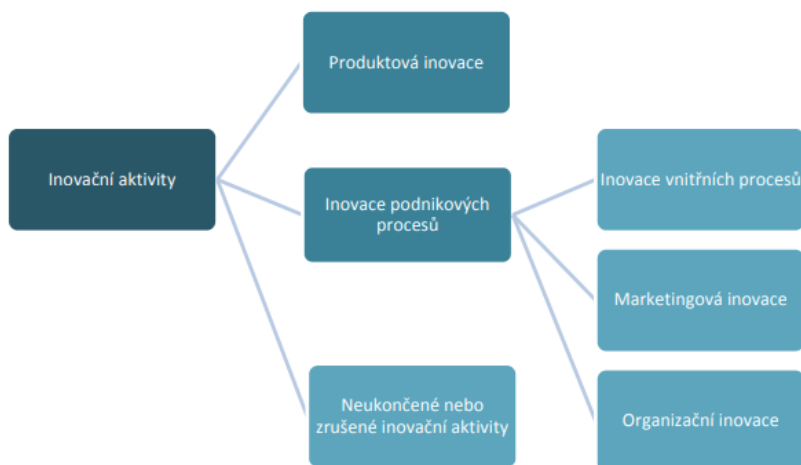 Produktová inovace
Inovační aktivity
Inovace podnikových
procesů
Neukončené nebo
zrušené inovační aktivity
Inovace vnitřních procesů
Marketingová inovace
Organizační inovace